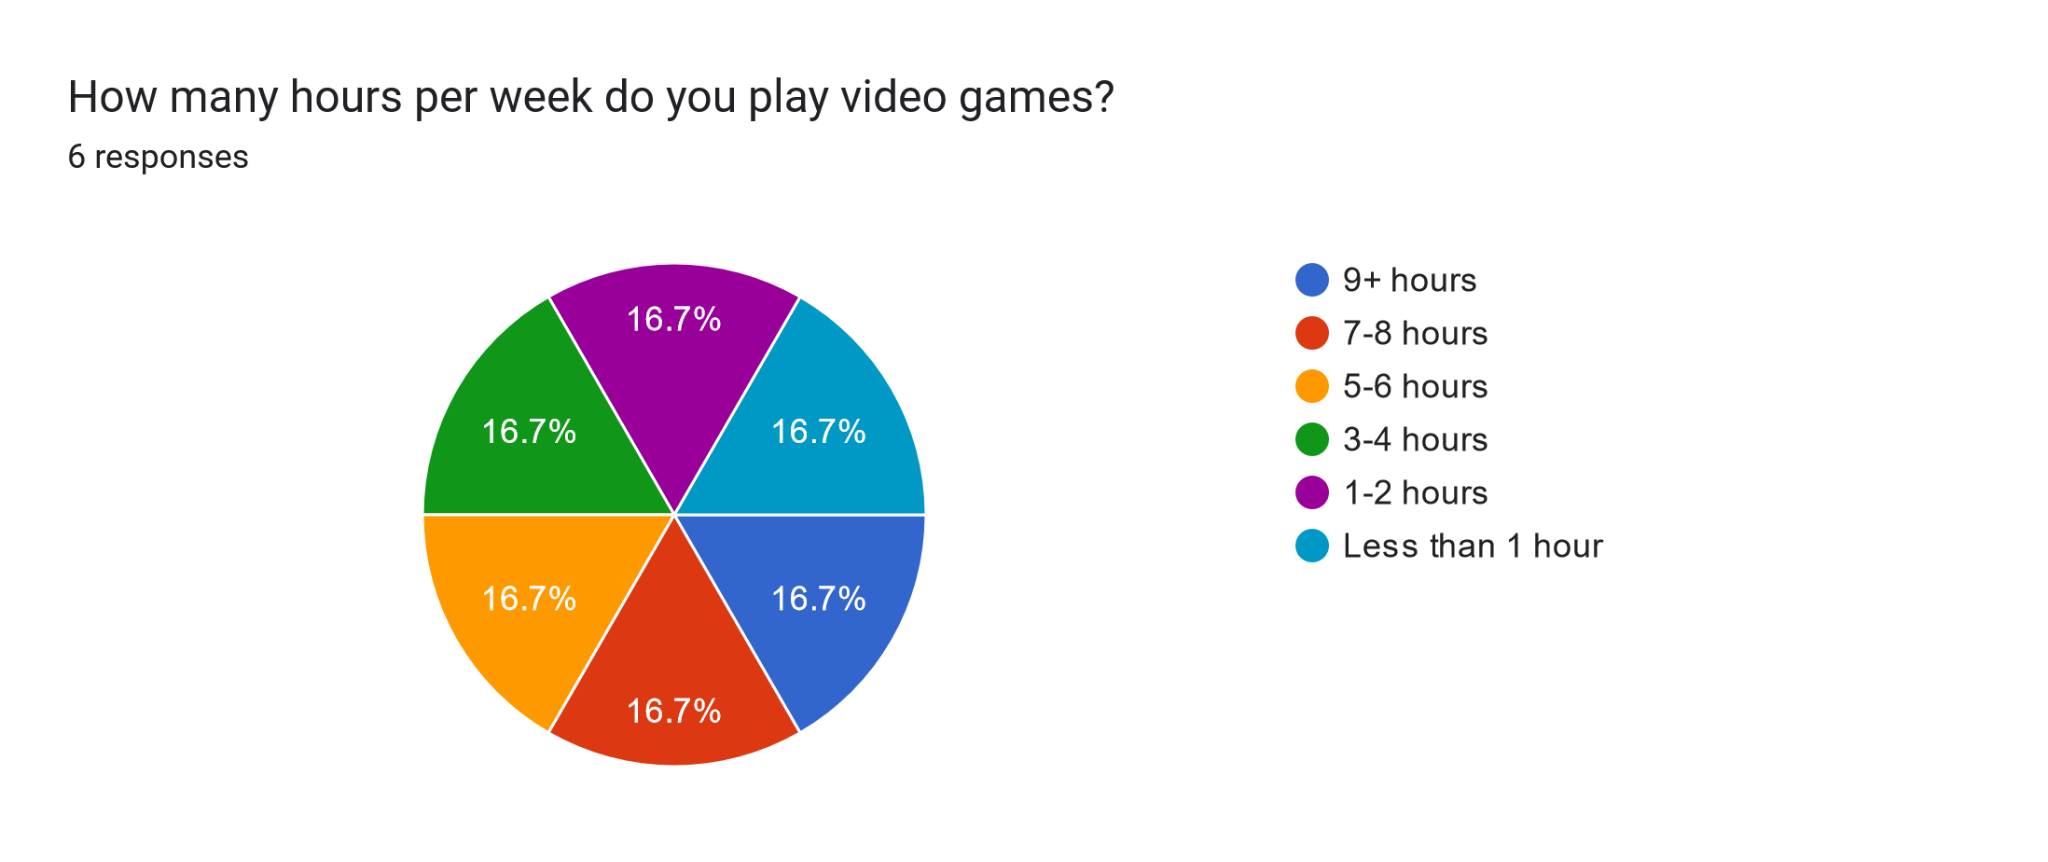 How many hours per week do you play video games?
6 responses
16.7%
16.7%
16.7%
16.7%
16.7%
16.7%
9+ hours
7-8 hours
5-6 hours
3-4 hours
1-2 hours
Less than 1 hour